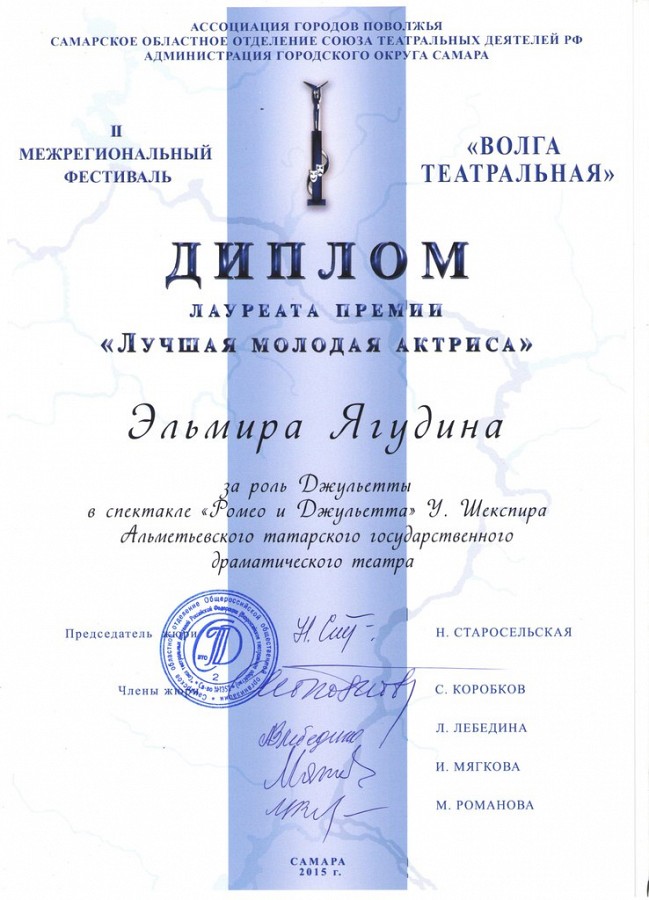 АССОЦИАЦИЯ ГОРОДОВ ПОВОЛЖЬЯ
САМАРСКОЕ ОБЛАСТНОЕ ОТДЕЛЕНИЕ СОЮЗА ТЕАТРАЛЬНЫХ ДЕЯТЕЛЕЙ РФ
АДМИНИСТРАЦИЯ ГОРОДСКОГО ОКРУГА САМАРА
II
МЕЖРЕГИОНАЛЬНЫЙ
ФЕСТИВАЛЬ
«ВОЛГА
ТЕАТРАЛЬНАЯ»
ДИПЛОМ
ЛАУРЕАТА ПРЕМИИ
«ЛУЧШАЯ МОЛОДАЯ АКТРИСА»
Эльмира Ягудина
за роль Джульетты
в спектакле «Ромео и Джульетта» У. Шекспира
Альметьевского татарского государственного
драматического театра
Председатель жюри
Н. СТАРОСЕЛЬСКАЯ
Члены жюри
С. КОРОБКОВ
Л. ЛЕБЕДИНА
И. МЯГКОВА
М. РОМАНОВА
САМАРА
2015 г.